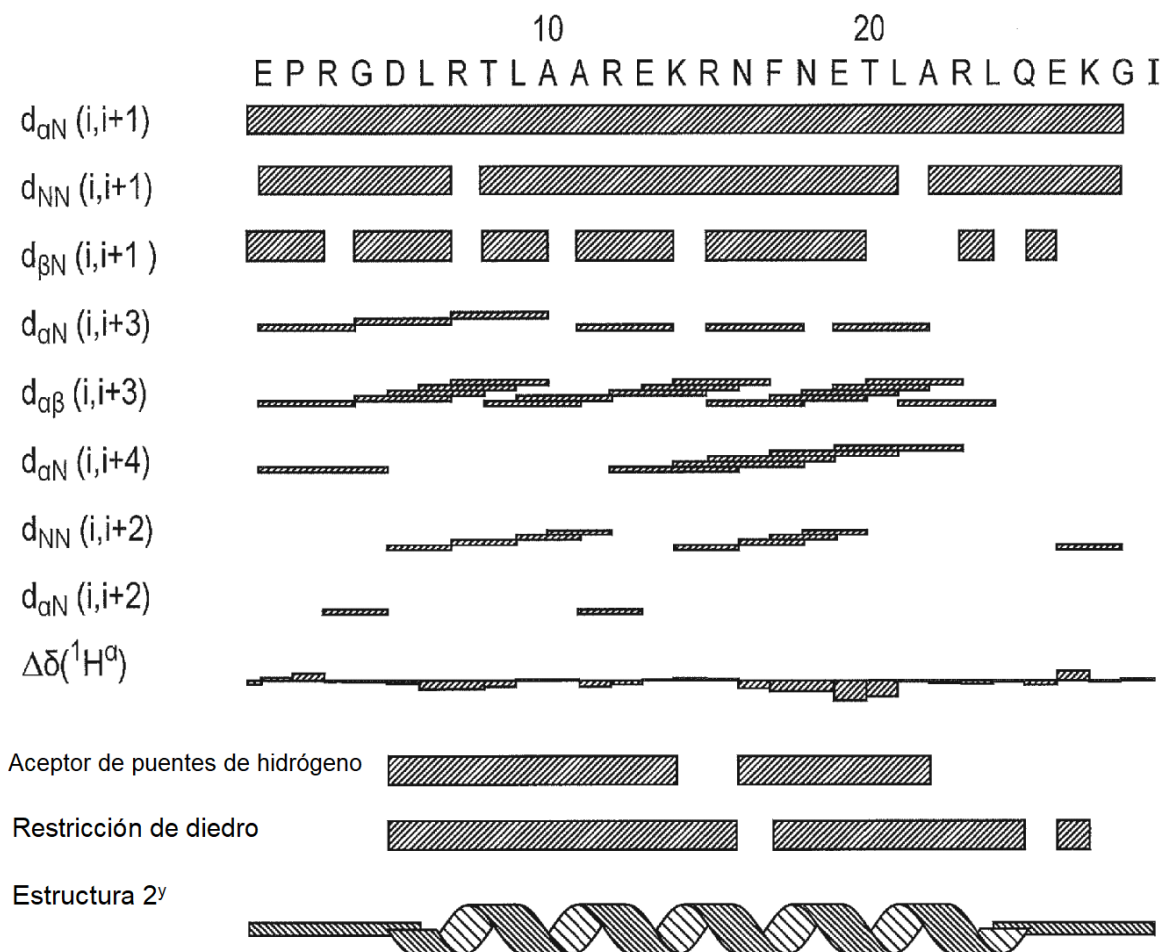 10 20
E P R G D L R T L A A R E K R N F N E T L A R L Q E K G I
dαN (i,i+1)
dNN (i,i+1)
dβN (i,i+1 )
dαN (i,i+3)
dαβ (i,i+3)
dαN (i,i+4)
dNN (i,i+2)
dαN (i,i+2)
Δδ(¹Hα)
Aceptor de puentes de hidrógeno
Restricción de diedro
Estructura 2ʸ